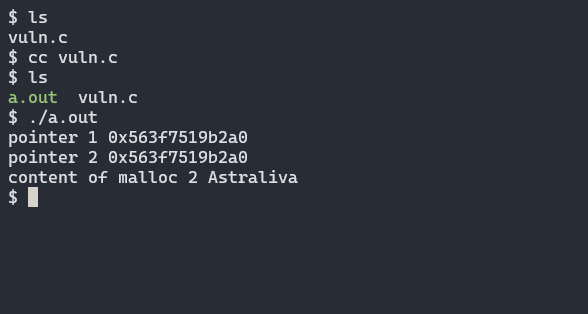 $ ls
vuln.c
$ cc vuln.c
$ ls
a.out  vuln.c
$ ./a.out
pointer 1 0x563f7519b2a0
pointer 2 0x563f7519b2a0
content of malloc 2 Astraliva
$